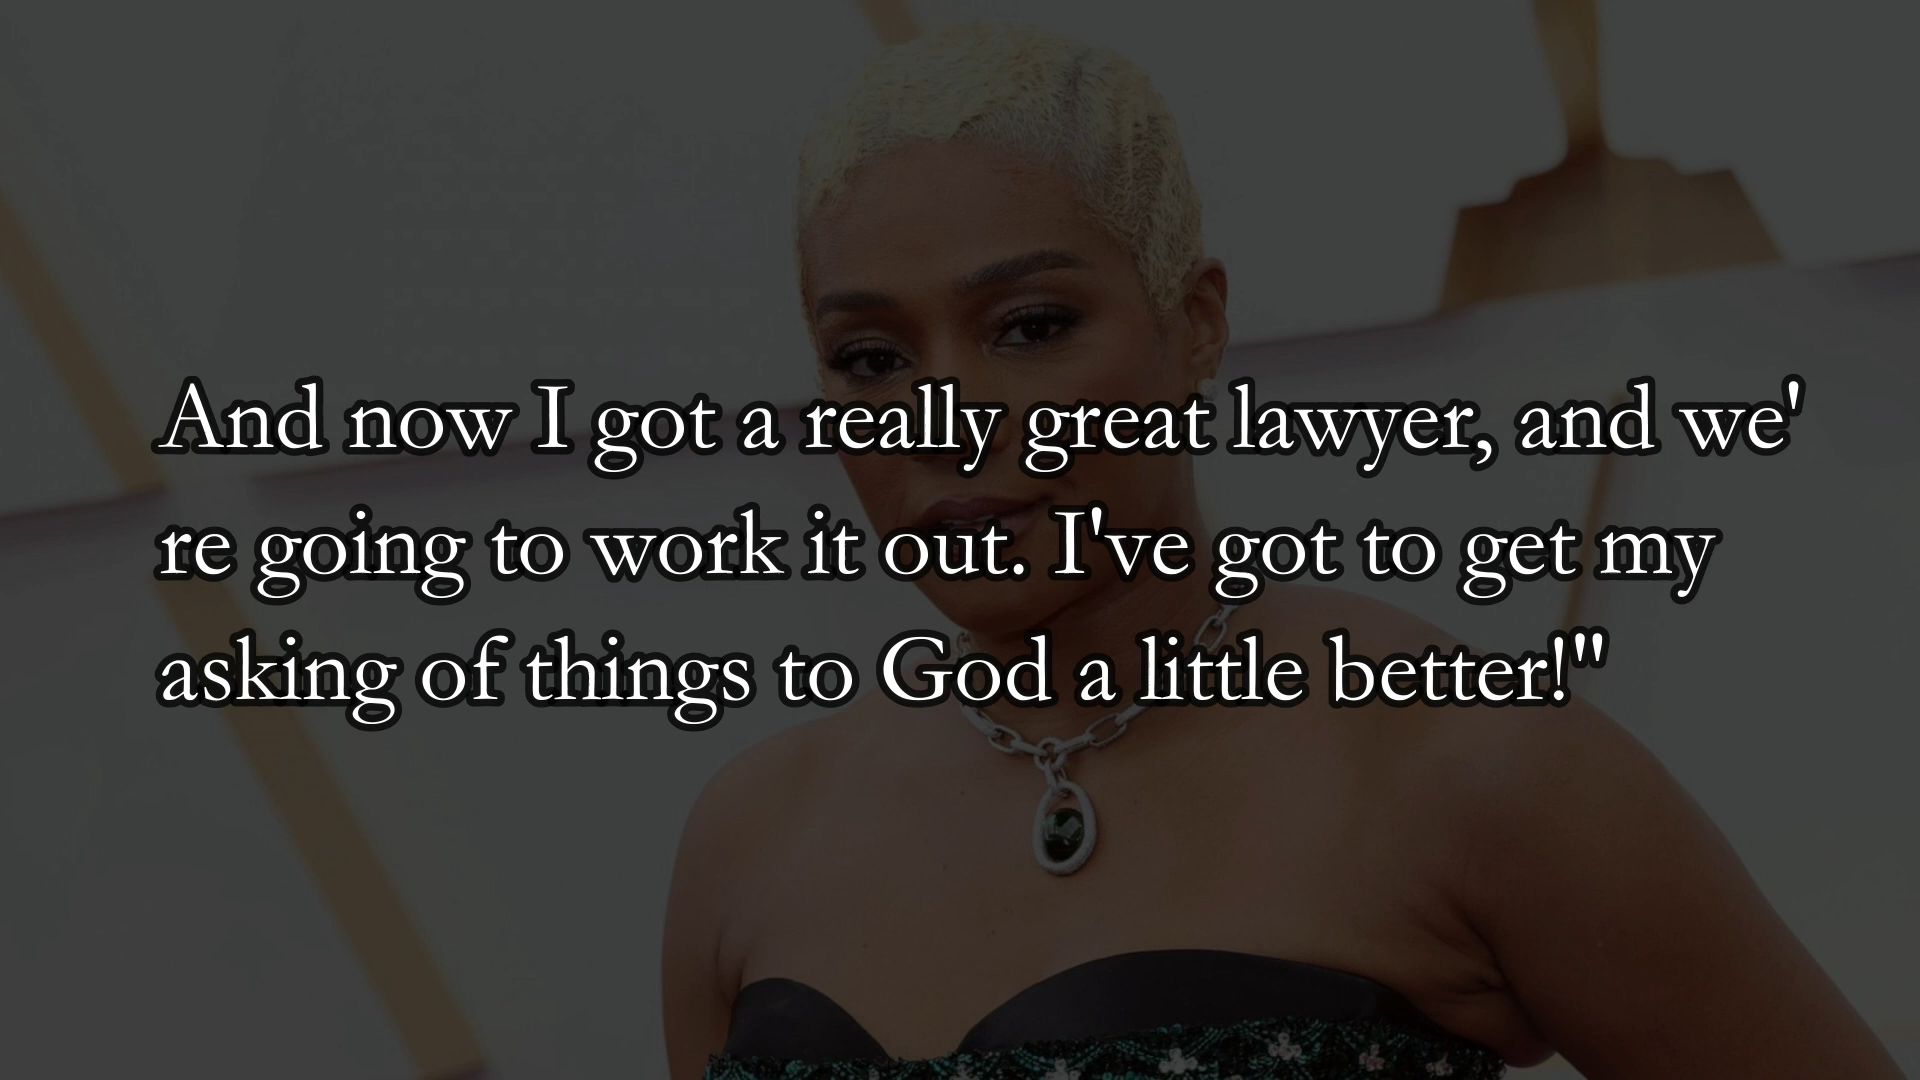 And now I got a really great lawyer, and we'
re going to work it out. I've got to get my
asking of things to God a little better!"